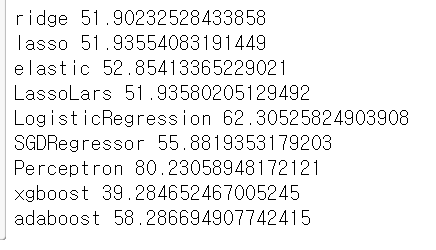 ridge 51.90232528433858
lasso 51.93554083191449
elastic 52.85413365229021
LassoLars 51.93580205129492
LogisticRegression 62.30525824903908
SGDRegressor 55.8819353179203
Perceptron 80.23058948172121
xgboost 39.284652467005245
adaboost 58.286694907742415